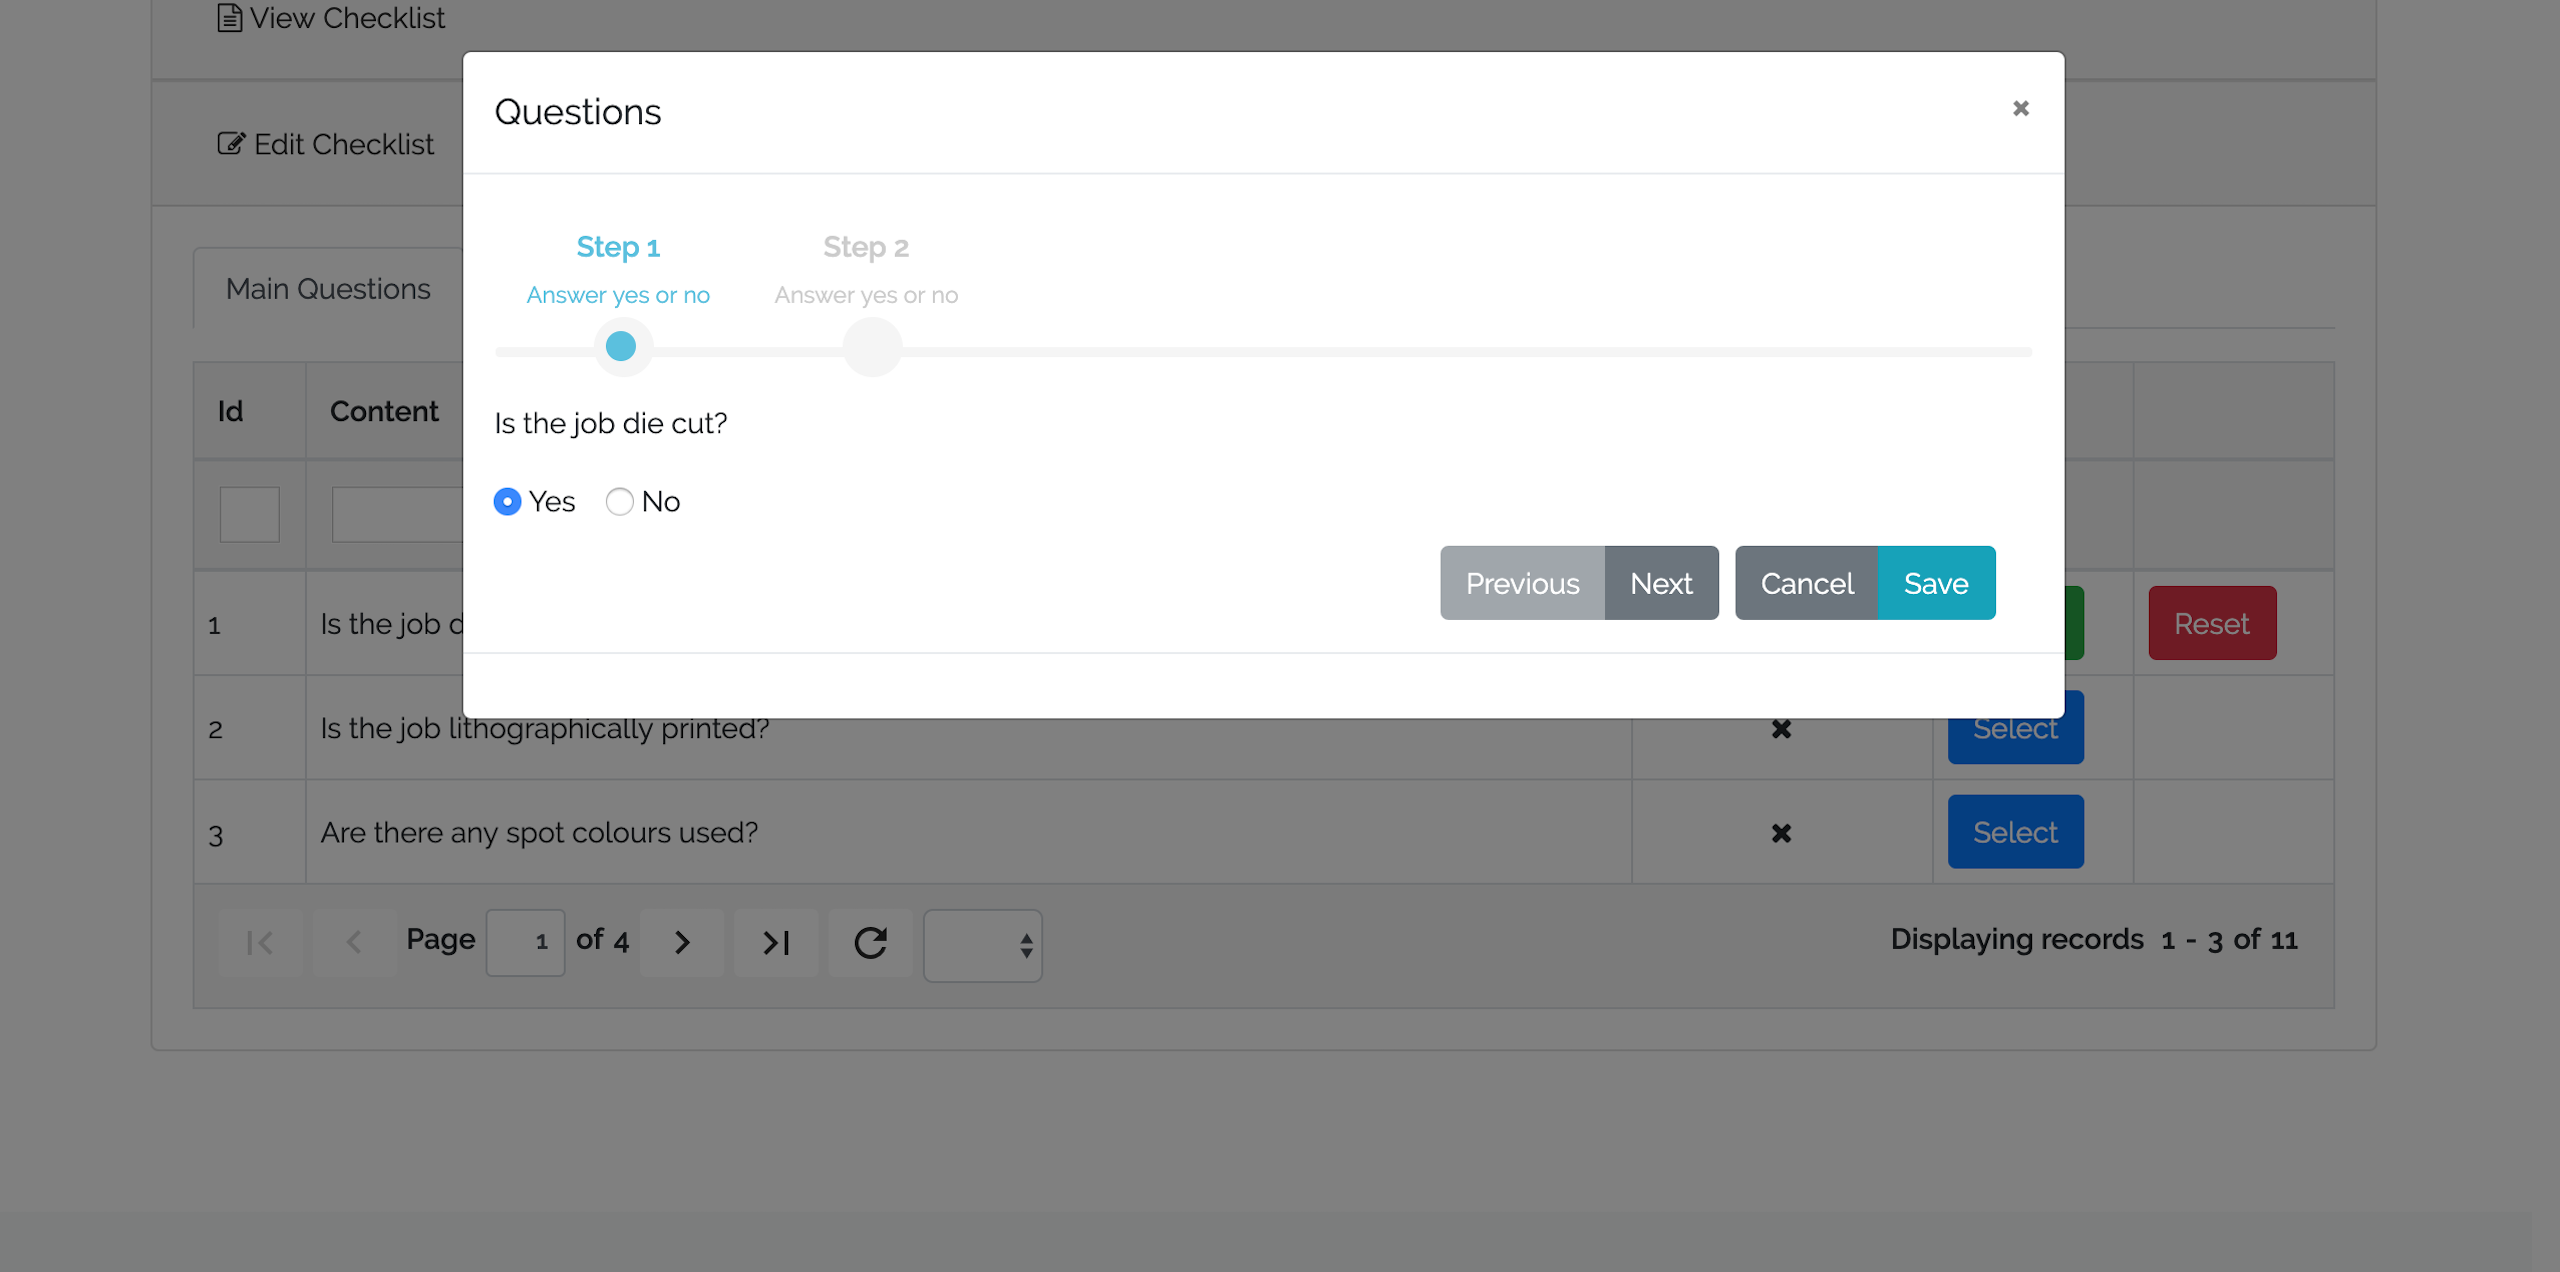 View Checklist
Questions
Edit Checklist
Step 1
Step 2
Answer yes or no
Answer yes or no
Main Questions
Id
Content
Is the job die cut?
Yes
No
Previous
Next
Cancel
Save
1
Is the job d
Reset
2
Is the job lithographically printed?
Select
3
Are there any spot colours used?
Select
Page 1 of 4
Displaying records 1 - 3 of 11